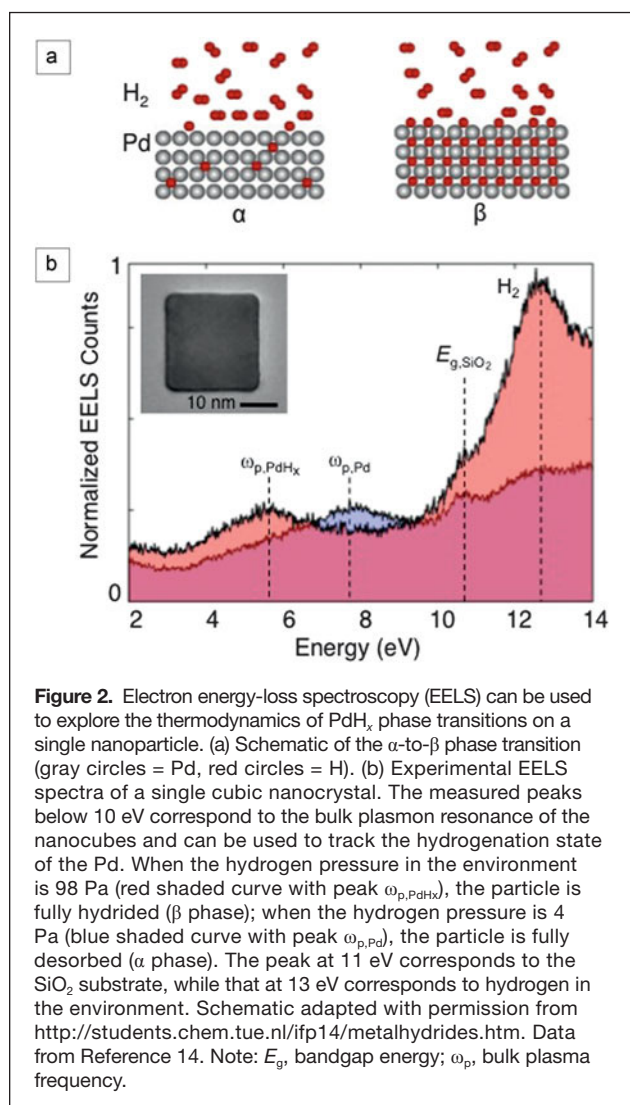 a
H₂
Pd
α
β
b
1
Normalized EELS Counts
0
10 nm
ωp,PdHx
ωp,Pd
Eg,SiO₂
H₂
2 4 6 8 10 12 14
Energy (eV)
Figure 2. Electron energy-loss spectroscopy (EELS) can be used
to explore the thermodynamics of PdHx phase transitions on a
single nanoparticle. (a) Schematic of the α-to-β phase transition
(gray circles = Pd, red circles = H). (b) Experimental EELS
spectra of a single cubic nanocrystal. The measured peaks
below 10 eV correspond to the bulk plasmon resonance of the
nanocubes and can be used to track the hydrogenation state
of the Pd. When the hydrogen pressure in the environment
is 98 Pa (red shaded curve with peak ωp,PdHx), the particle is
fully hydrided (β phase); when the hydrogen pressure is 4
Pa (blue shaded curve with peak ωp,Pd), the particle is fully
desorbed (α phase). The peak at 11 eV corresponds to the
SiO₂ substrate, while that at 13 eV corresponds to hydrogen in
the environment. Schematic adapted with permission from
http://students.chem.tue.nl/ifp14/metalhydrides.htm. Data
from Reference 14. Note: Eg, bandgap energy; ωp, bulk plasma
frequency.